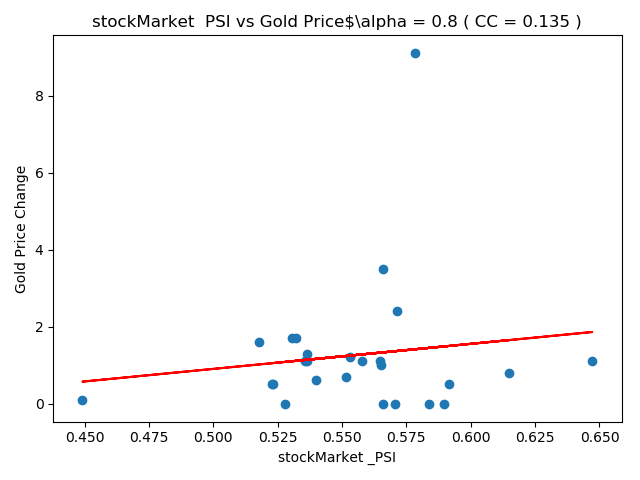 stockMarket  PSI vs Gold Price$\alpha = 0.8 ( CC = 0.135 )
Gold Price Change
8
6
4
2
0
0.450 0.475 0.500 0.525 0.550 0.575 0.600 0.625 0.650
stockMarket _PSI